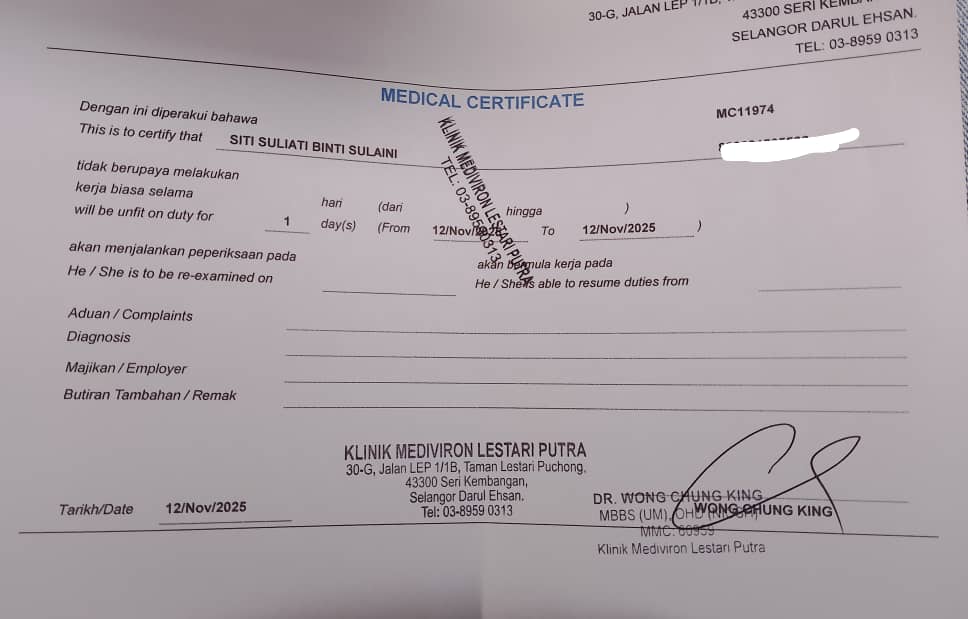 30-G, JALAN LEP 1/1B,
43300 SERI KEMBA
SELANGOR DARUL EHSAN.
TEL: 03-8959 0313
MEDICAL CERTIFICATE
MC11974
Dengan ini diperakui bahawa
This is to certify that SITI SULIATI BINTI SULAINI
KLINIK MEDIVIRON LESTARI PUTRA
TEL: 03-8959 0313
tidak berupaya melakukan
kerja biasa selama
hari (dari hingga )
will be unfit on duty for 1 day(s) (From 12/Nov/ To 12/Nov/2025 )
akan menjalankan peperiksaan pada akan bermula kerja pada
He / She is to be re-examined on He / She is able to resume duties from
Aduan / Complaints
Diagnosis
Majikan / Employer
Butiran Tambahan / Remak
KLINIK MEDIVIRON LESTARI PUTRA
30-G, Jalan LEP 1/1B, Taman Lestari Puchong,
43300 Seri Kembangan,
Selangor Darul Ehsan.
Tel: 03-8959 0313
Tarikh/Date 12/Nov/2025
DR. WONG CHUNG KING
MBBS (UM), OHD
WONG CHUNG KING
MMC: 66959
Klinik Mediviron Lestari Putra